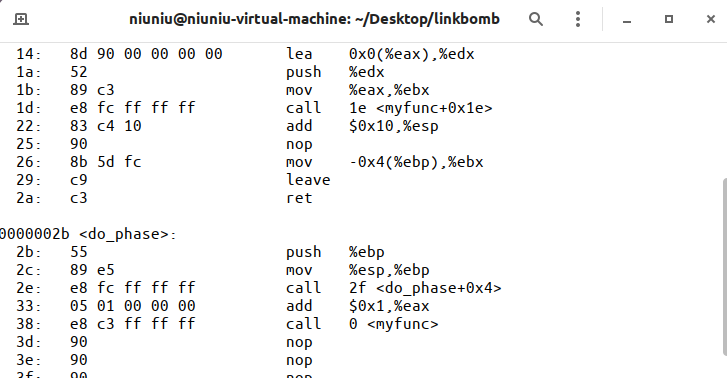 niuniu@niuniu-virtual-machine: ~/Desktop/linkbomb
14: 8d 90 00 00 00 00 lea 0x0(%eax),%edx
1a: 52 push %edx
1b: 89 c3 mov %eax,%ebx
1d: e8 fc ff ff ff call 1e <myfunc+0x1e>
22: 83 c4 10 add $0x10,%esp
25: 90 nop
26: 8b 5d fc mov -0x4(%ebp),%ebx
29: c9 leave
2a: c3 ret
0000002b <do_phase>:
2b: 55 push %ebp
2c: 89 e5 mov %esp,%ebp
2e: e8 fc ff ff ff call 2f <do_phase+0x4>
33: 05 01 00 00 00 add $0x1,%eax
38: e8 c3 ff ff ff call 0 <myfunc>
3d: 90 nop
3e: 90 nop
3f: 90 nop